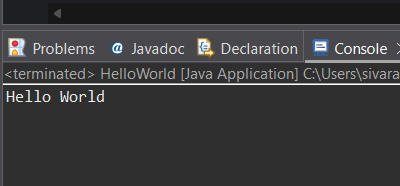 Problems @ Javadoc Declaration Console
<terminated> HelloWorld [Java Application] C:\Users\sivara
Hello World